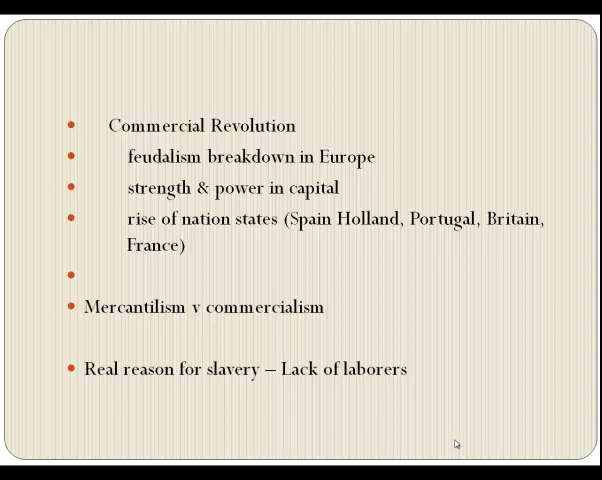 Commercial Revolution
feudalism breakdown in Europe
strength & power in capital
rise of nation states (Spain Holland, Portugal, Britain,
France)
Mercantilism v commercialism
Real reason for slavery – Lack of laborers